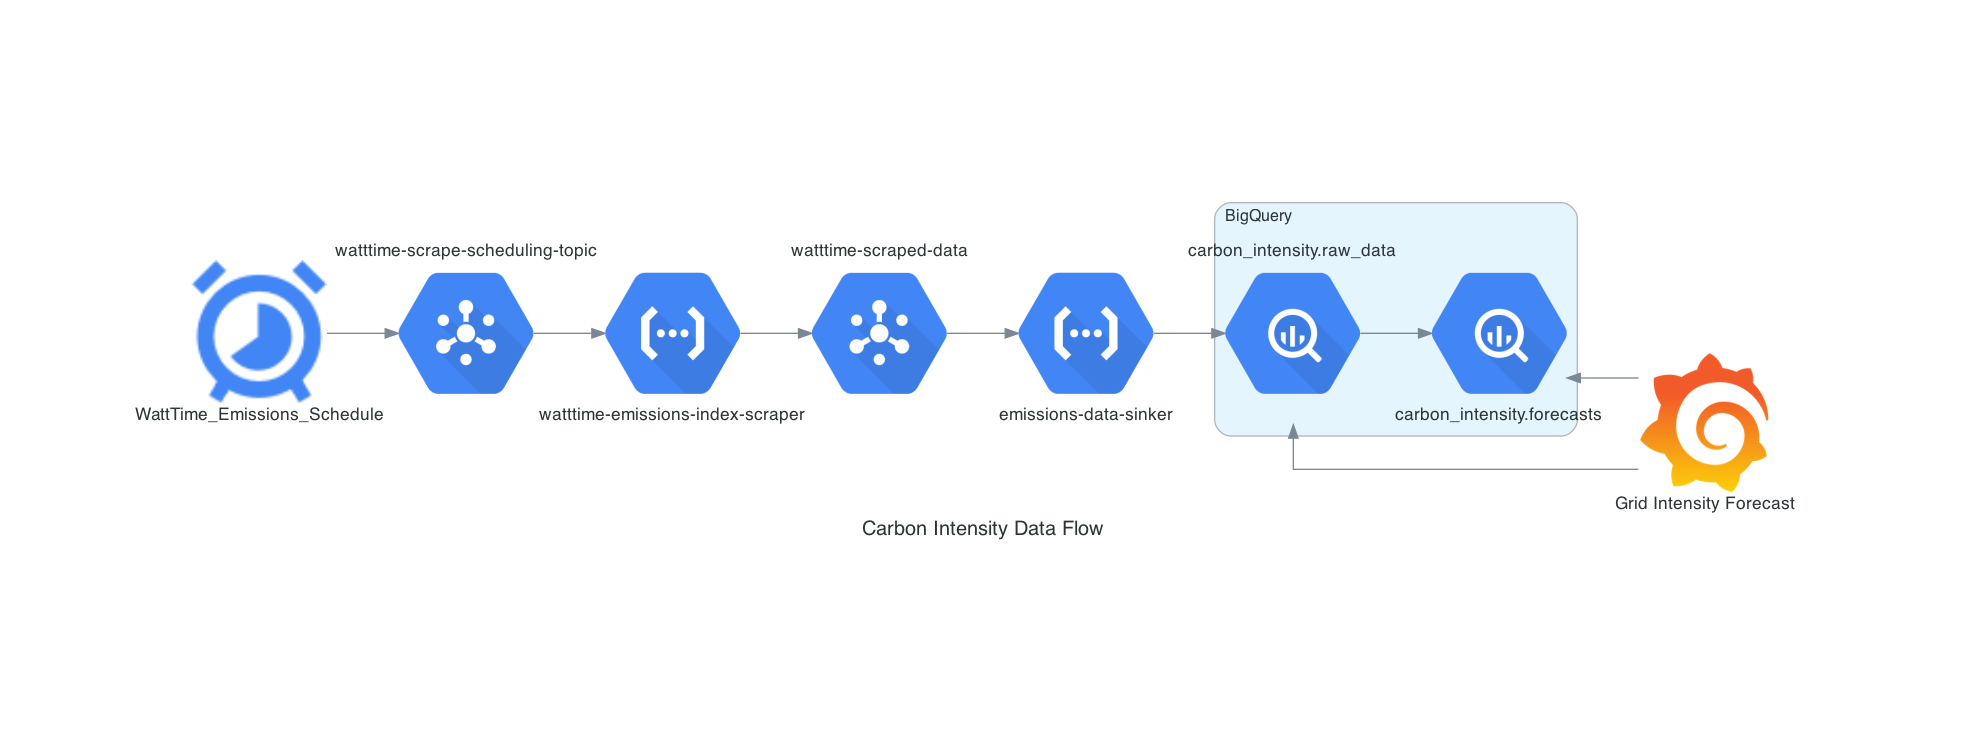 BigQuery
watttime-scrape-scheduling-topic
watttime-scraped-data
carbon_intensity.raw_data
WattTime_Emissions_Schedule
watttime-emissions-index-scraper
emissions-data-sinker
carbon_intensity.forecasts
Grid Intensity Forecast
Carbon Intensity Data Flow